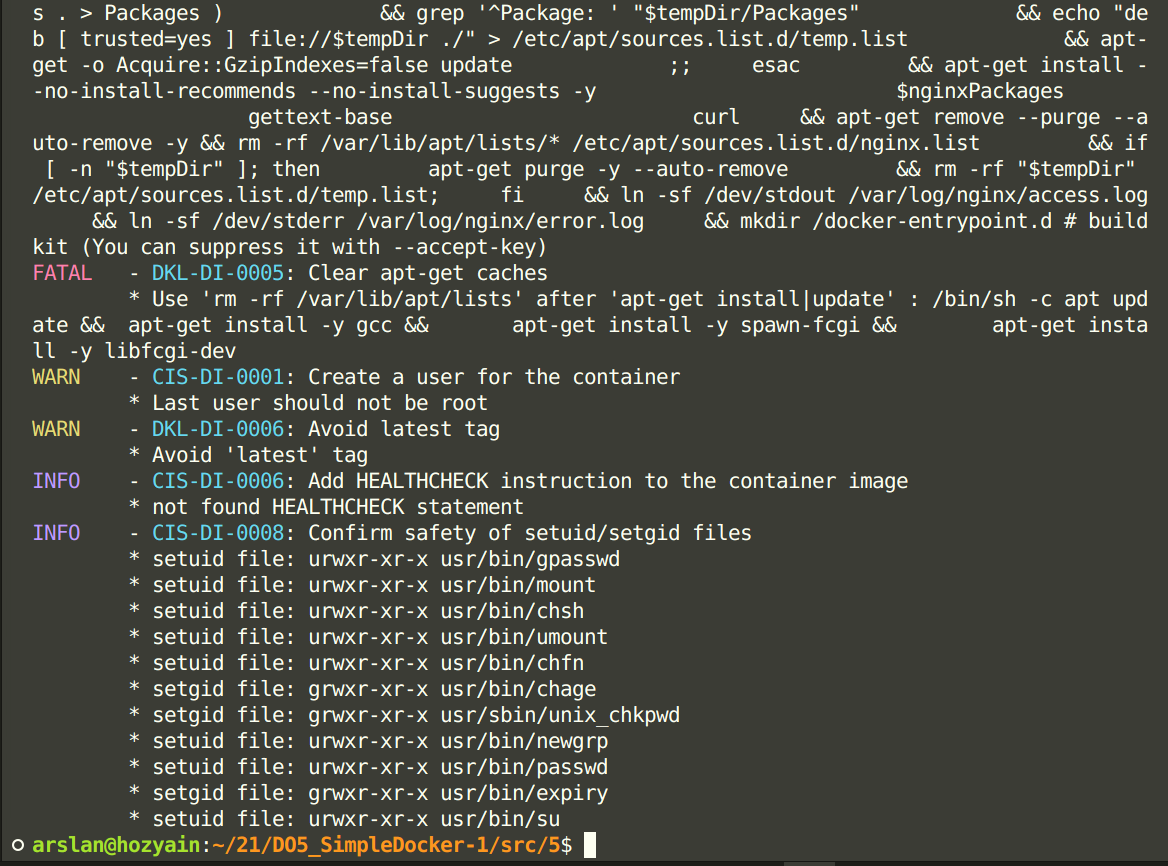 s . > Packages )             && grep '^Package: ' "$tempDir/Packages"             && echo "de
b [ trusted=yes ] file://$tempDir ./" > /etc/apt/sources.list.d/temp.list             && apt-
get -o Acquire::GzipIndexes=false update             ;;     esac         && apt-get install -
-no-install-recommends --no-install-suggests -y                         $nginxPackages
                  gettext-base                         curl     && apt-get remove --purge --a
uto-remove -y && rm -rf /var/lib/apt/lists/* /etc/apt/sources.list.d/nginx.list         && if
 [ -n "$tempDir" ]; then         apt-get purge -y --auto-remove         && rm -rf "$tempDir"
/etc/apt/sources.list.d/temp.list;     fi     && ln -sf /dev/stdout /var/log/nginx/access.log
     && ln -sf /dev/stderr /var/log/nginx/error.log     && mkdir /docker-entrypoint.d # build
kit (You can suppress it with --accept-key)
FATAL   - DKL-DI-0005: Clear apt-get caches
        * Use 'rm -rf /var/lib/apt/lists' after 'apt-get install|update' : /bin/sh -c apt upd
ate &&  apt-get install -y gcc &&       apt-get install -y spawn-fcgi &&        apt-get insta
ll -y libfcgi-dev
WARN    - CIS-DI-0001: Create a user for the container
        * Last user should not be root
WARN    - DKL-DI-0006: Avoid latest tag
        * Avoid 'latest' tag
INFO    - CIS-DI-0006: Add HEALTHCHECK instruction to the container image
        * not found HEALTHCHECK statement
INFO    - CIS-DI-0008: Confirm safety of setuid/setgid files
        * setuid file: urwxr-xr-x usr/bin/gpasswd
        * setuid file: urwxr-xr-x usr/bin/mount
        * setuid file: urwxr-xr-x usr/bin/chsh
        * setuid file: urwxr-xr-x usr/bin/umount
        * setuid file: urwxr-xr-x usr/bin/chfn
        * setgid file: grwxr-xr-x usr/bin/chage
        * setgid file: grwxr-xr-x usr/sbin/unix_chkpwd
        * setuid file: urwxr-xr-x usr/bin/newgrp
        * setuid file: urwxr-xr-x usr/bin/passwd
        * setgid file: grwxr-xr-x usr/bin/expiry
        * setuid file: urwxr-xr-x usr/bin/su
arslan@hozyain:~/21/DO5_SimpleDocker-1/src/5$